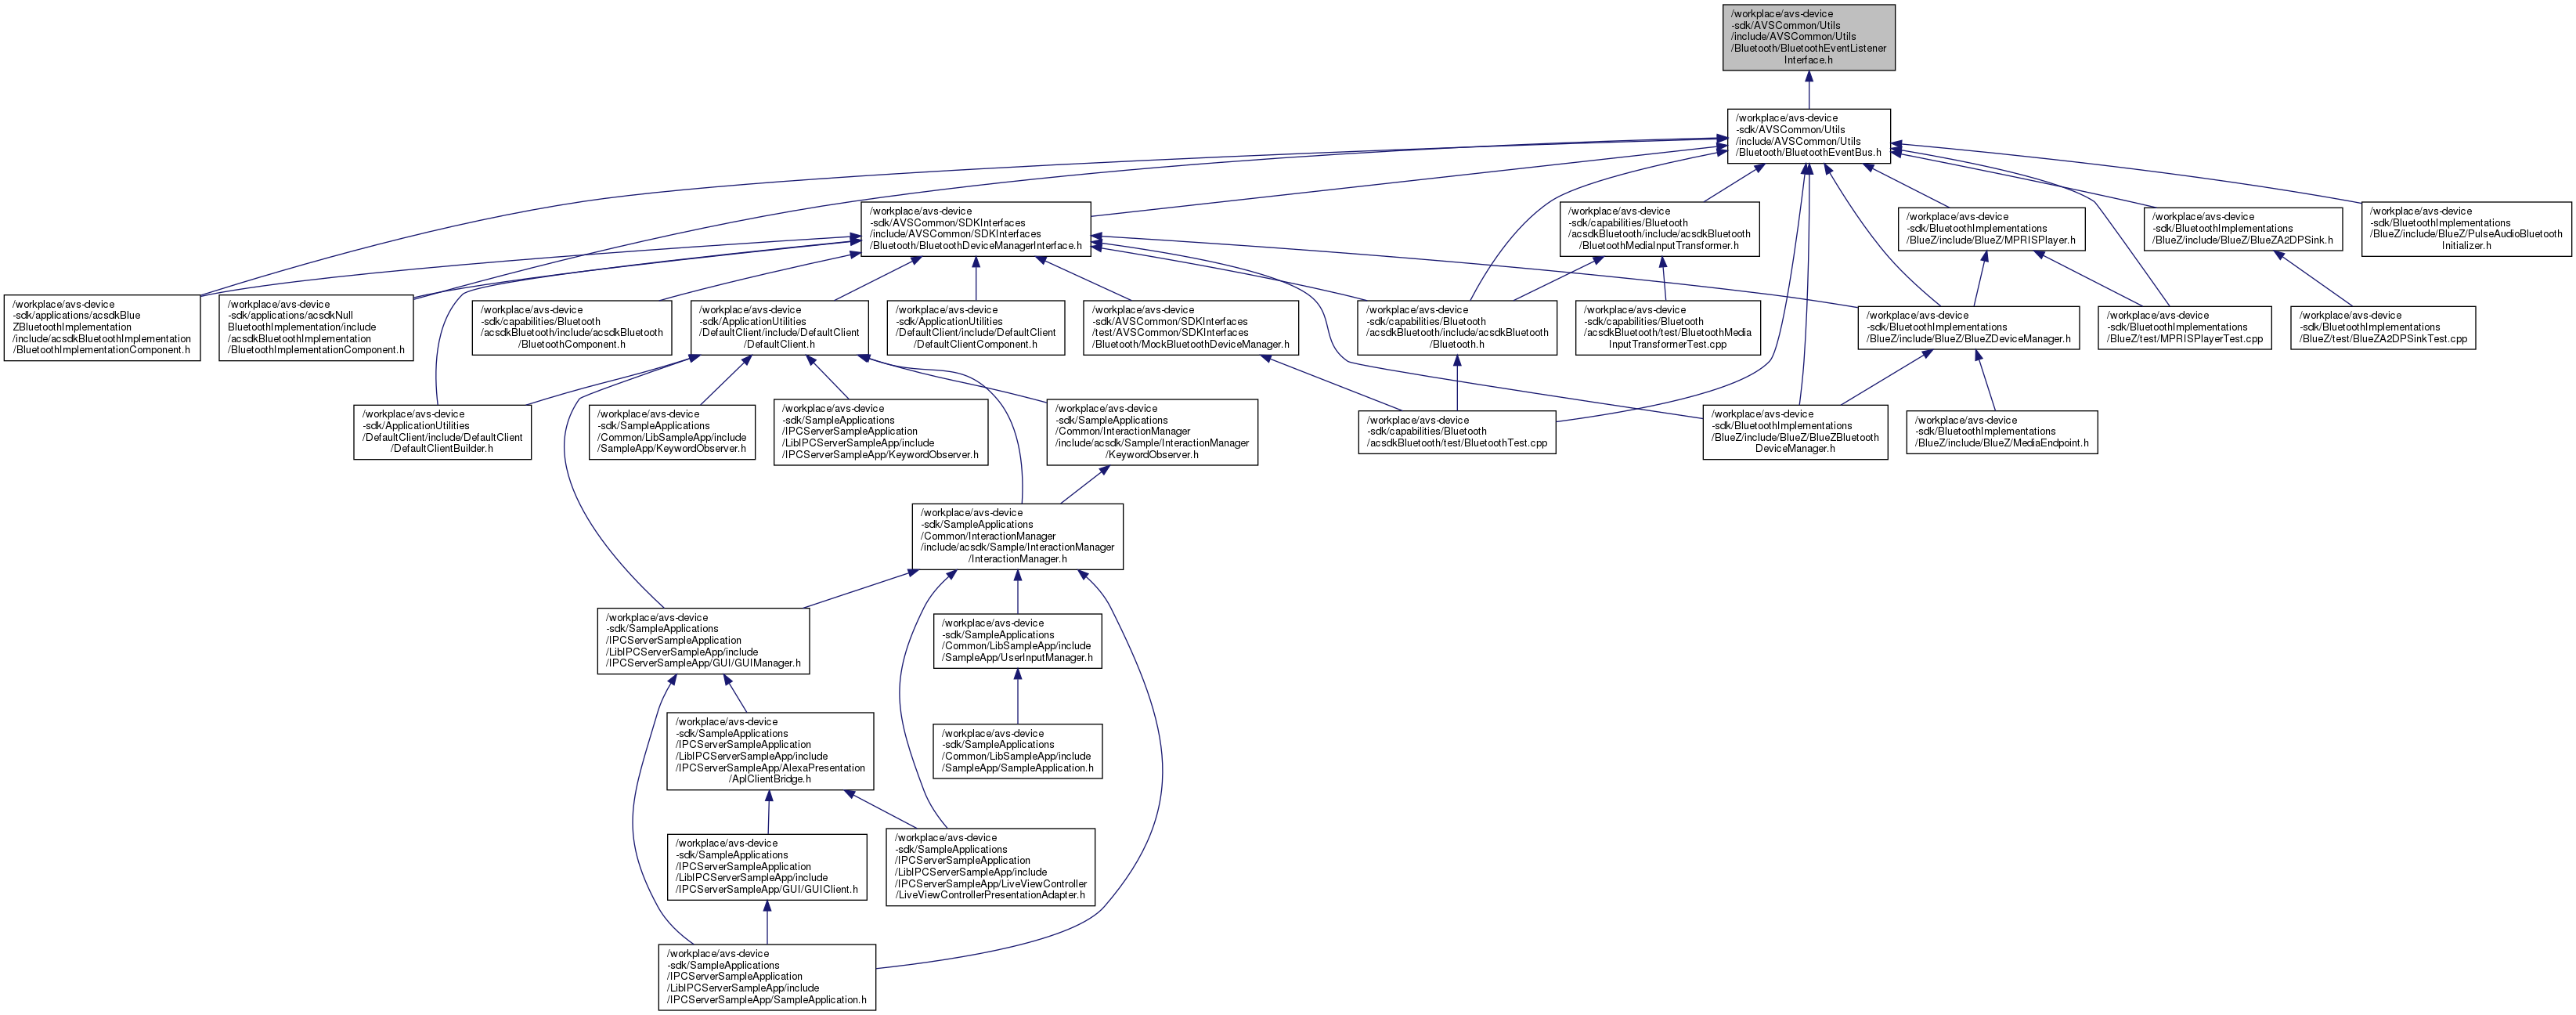 /workplace/avs-device
-sdk/AVSCommon/Utils
/include/AVSCommon/Utils
/Bluetooth/BluetoothEventListener
Interface.h
/workplace/avs-device
-sdk/AVSCommon/Utils
/include/AVSCommon/Utils
/Bluetooth/BluetoothEventBus.h
/workplace/avs-device
-sdk/AVSCommon/SDKInterfaces
/include/AVSCommon/SDKInterfaces
/Bluetooth/BluetoothDeviceManagerInterface.h
/workplace/avs-device
-sdk/capabilities/Bluetooth
/acsdkBluetooth/include/acsdkBluetooth
/BluetoothMediaInputTransformer.h
/workplace/avs-device
-sdk/BluetoothImplementations
/BlueZ/include/BlueZ/MPRISPlayer.h
/workplace/avs-device
-sdk/BluetoothImplementations
/BlueZ/include/BlueZ/BlueZA2DPSink.h
/workplace/avs-device
-sdk/BluetoothImplementations
/BlueZ/include/BlueZ/PulseAudioBluetooth
Initializer.h
/workplace/avs-device
-sdk/applications/acsdkBlue
ZBluetoothImplementation
/include/acsdkBluetoothImplementation
/BluetoothImplementationComponent.h
/workplace/avs-device
-sdk/applications/acsdkNull
BluetoothImplementation/include
/acsdkBluetoothImplementation
/BluetoothImplementationComponent.h
/workplace/avs-device
-sdk/capabilities/Bluetooth
/acsdkBluetooth/include/acsdkBluetooth
/BluetoothComponent.h
/workplace/avs-device
-sdk/ApplicationUtilities
/DefaultClient/include/DefaultClient
/DefaultClient.h
/workplace/avs-device
-sdk/ApplicationUtilities
/DefaultClient/include/DefaultClient
/DefaultClientComponent.h
/workplace/avs-device
-sdk/AVSCommon/SDKInterfaces
/test/AVSCommon/SDKInterfaces
/Bluetooth/MockBluetoothDeviceManager.h
/workplace/avs-device
-sdk/capabilities/Bluetooth
/acsdkBluetooth/include/acsdkBluetooth
/Bluetooth.h
/workplace/avs-device
-sdk/capabilities/Bluetooth
/acsdkBluetooth/test/BluetoothMedia
InputTransformerTest.cpp
/workplace/avs-device
-sdk/BluetoothImplementations
/BlueZ/include/BlueZ/BlueZDeviceManager.h
/workplace/avs-device
-sdk/BluetoothImplementations
/BlueZ/test/MPRISPlayerTest.cpp
/workplace/avs-device
-sdk/BluetoothImplementations
/BlueZ/test/BlueZA2DPSinkTest.cpp
/workplace/avs-device
-sdk/ApplicationUtilities
/DefaultClient/include/DefaultClient
/DefaultClientBuilder.h
/workplace/avs-device
-sdk/SampleApplications
/Common/LibSampleApp/include
/SampleApp/KeywordObserver.h
/workplace/avs-device
-sdk/SampleApplications
/IPCServerSampleApplication
/LibIPCServerSampleApp/include
/IPCServerSampleApp/KeywordObserver.h
/workplace/avs-device
-sdk/SampleApplications
/Common/InteractionManager
/include/acsdk/Sample/InteractionManager
/KeywordObserver.h
/workplace/avs-device
-sdk/capabilities/Bluetooth
/acsdkBluetooth/test/BluetoothTest.cpp
/workplace/avs-device
-sdk/BluetoothImplementations
/BlueZ/include/BlueZ/BlueZBluetooth
DeviceManager.h
/workplace/avs-device
-sdk/BluetoothImplementations
/BlueZ/include/BlueZ/MediaEndpoint.h
/workplace/avs-device
-sdk/SampleApplications
/Common/InteractionManager
/include/acsdk/Sample/InteractionManager
/InteractionManager.h
/workplace/avs-device
-sdk/SampleApplications
/IPCServerSampleApplication
/LibIPCServerSampleApp/include
/IPCServerSampleApp/GUI/GUIManager.h
/workplace/avs-device
-sdk/SampleApplications
/Common/LibSampleApp/include
/SampleApp/UserInputManager.h
/workplace/avs-device
-sdk/SampleApplications
/IPCServerSampleApplication
/LibIPCServerSampleApp/include
/IPCServerSampleApp/AlexaPresentation
/AplClientBridge.h
/workplace/avs-device
-sdk/SampleApplications
/Common/LibSampleApp/include
/SampleApp/SampleApplication.h
/workplace/avs-device
-sdk/SampleApplications
/IPCServerSampleApplication
/LibIPCServerSampleApp/include
/IPCServerSampleApp/GUI/GUIClient.h
/workplace/avs-device
-sdk/SampleApplications
/IPCServerSampleApplication
/LibIPCServerSampleApp/include
/IPCServerSampleApp/LiveViewController
/LiveViewControllerPresentationAdapter.h
/workplace/avs-device
-sdk/SampleApplications
/IPCServerSampleApplication
/LibIPCServerSampleApp/include
/IPCServerSampleApp/SampleApplication.h